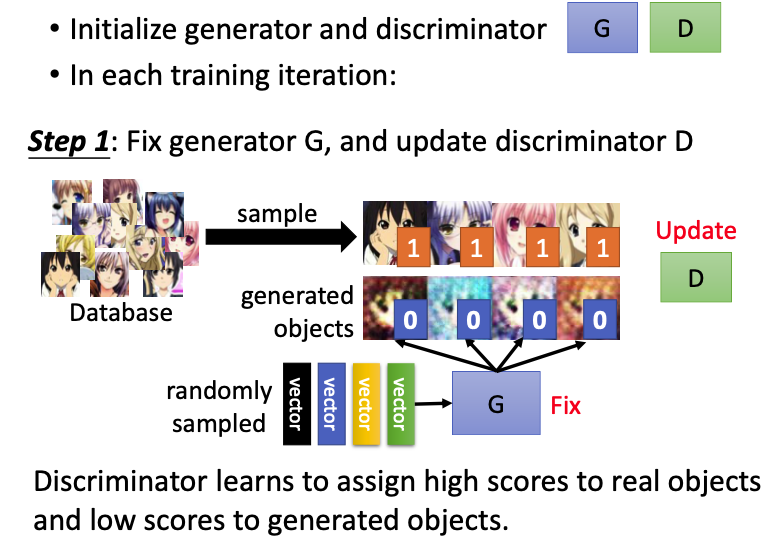 • Initialize generator and discriminator G D
• In each training iteration:
Step 1: Fix generator G, and update discriminator D
sample
1 1 1 1
Update
D
Database
generated
objects
0 0 0 0
randomly
sampled
vector vector vector vector
G
Fix
Discriminator learns to assign high scores to real objects
and low scores to generated objects.